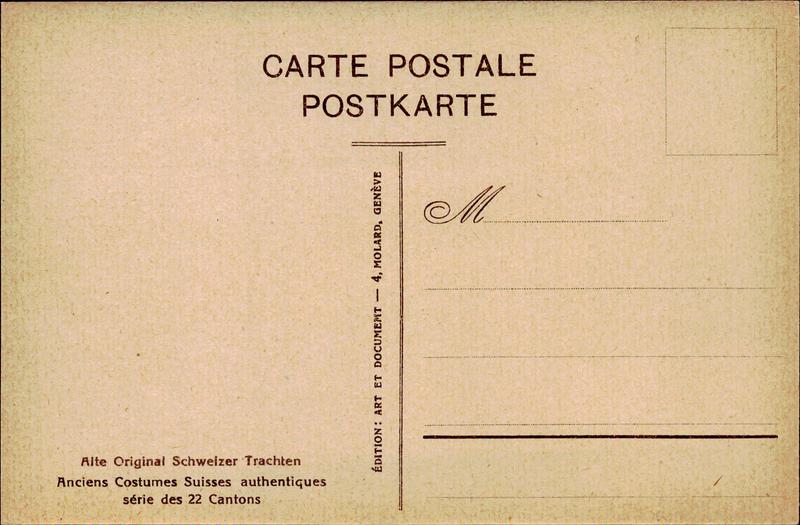 CARTE POSTALE
POSTKARTE
M
ÉDITION: ART ET DOCUMENT — 4, MOLARD, GENÈVE
Alte Original Schweizer Trachten
Anciens Costumes Suisses authentiques
série des 22 Cantons